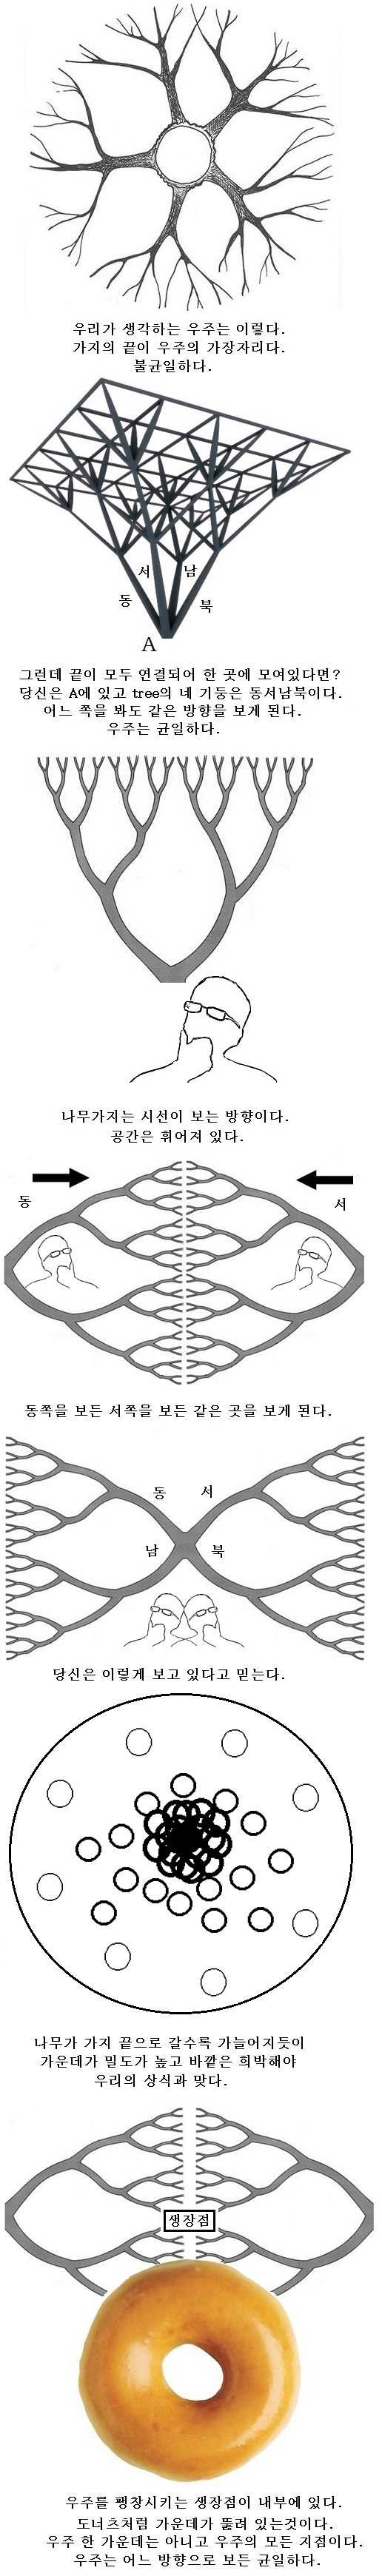 우리가 생각하는 우주는 이렇다.
가지의 끝이 우주의 가장자리다.
불균일하다.
서 남
동 북
A
그런데 끝이 모두 연결되어 한 곳에 모여있다면?
당신은 A에 있고 tree의 네 기둥은 동서남북이다.
어느 쪽을 봐도 같은 방향을 보게 된다.
우주는 균일하다.
나무가지는 시선이 보는 방향이다.
공간은 휘어져 있다.
동 서
동쪽을 보든 서쪽을 보든 같은 곳을 보게 된다.
동 서
남 북
당신은 이렇게 보고 있다고 믿는다.
나무가 가지 끝으로 갈수록 가늘어지듯이
가운데가 밀도가 높고 바깥은 희박해야
우리의 상식과 맞다.
생장점
우주를 팽창시키는 생장점이 내부에 있다.
도너츠처럼 가운데가 뚫려 있는것이다.
우주 한 가운데는 아니고 우주의 모든 지점이다.
우주는 어느 방향으로 보든 균일하다.